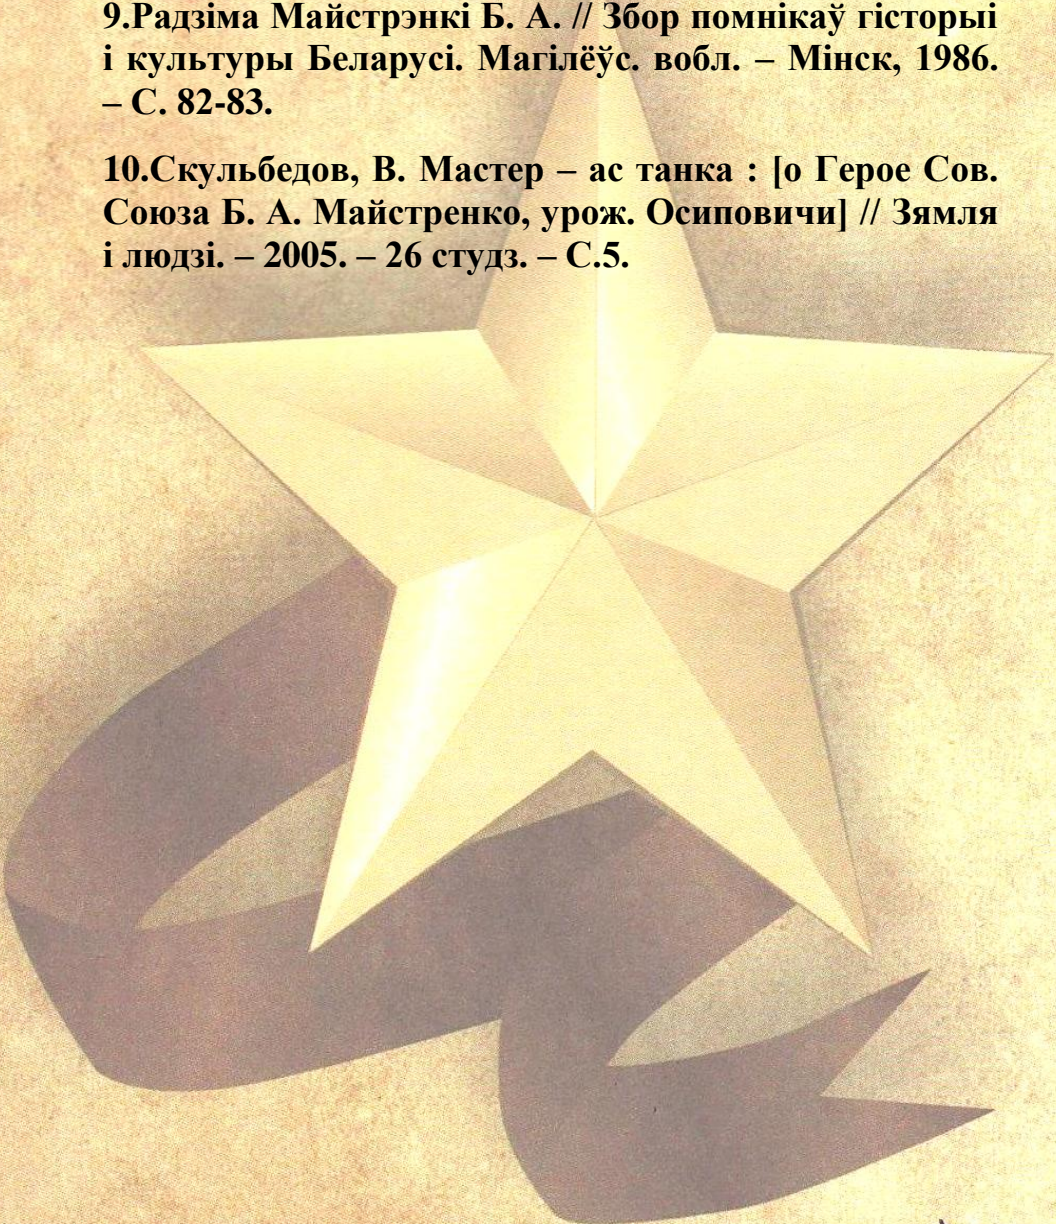 9.Радзіма Майстрэнкі Б. А. // Збор помнікаў гісторыі
і культуры Беларусі. Магілёўс. вобл. – Мінск, 1986.
– С. 82-83.
10.Скульбедов, В. Мастер – ас танка : [о Герое Сов.
Союза Б. А. Майстренко, урож. Осиповичи] // Зямля
і людзі. – 2005. – 26 студз. – С.5.